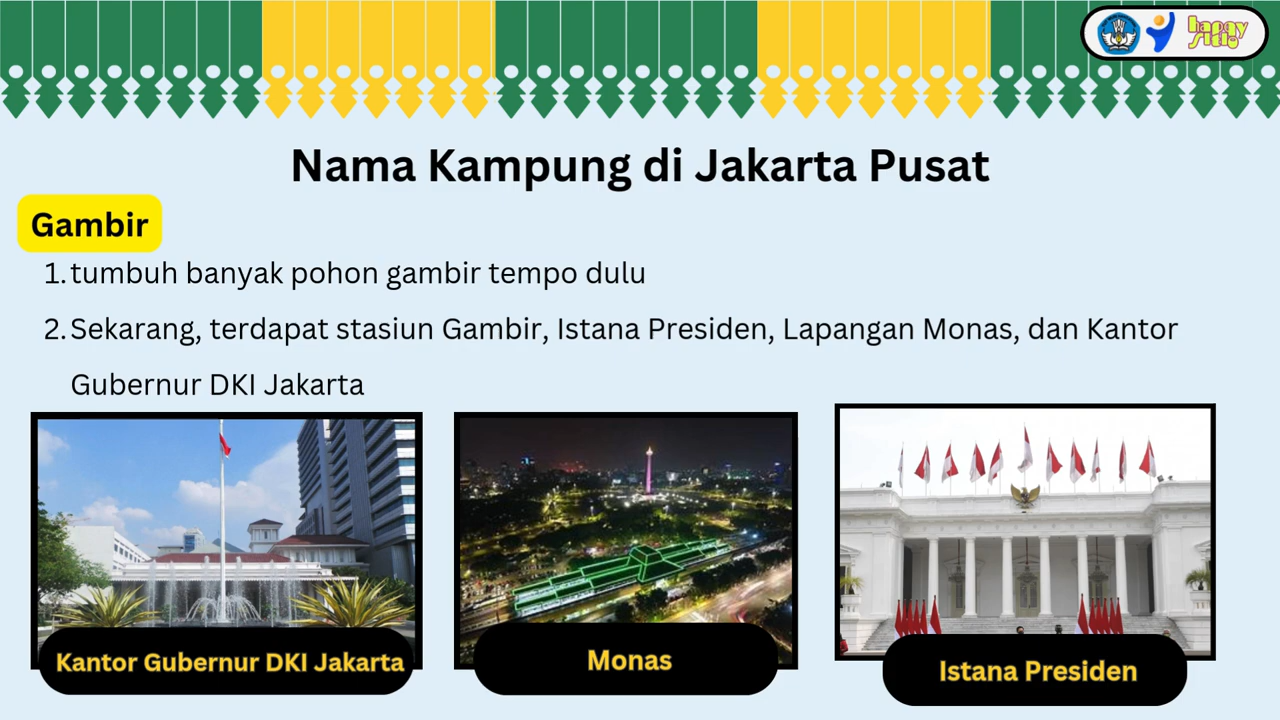 Nama Kampung di Jakarta Pusat
Gambir
1. tumbuh banyak pohon gambir tempo dulu
2. Sekarang, terdapat stasiun Gambir, Istana Presiden, Lapangan Monas, dan Kantor
Gubernur DKI Jakarta
Kantor Gubernur DKI Jakarta
Monas
Istana Presiden